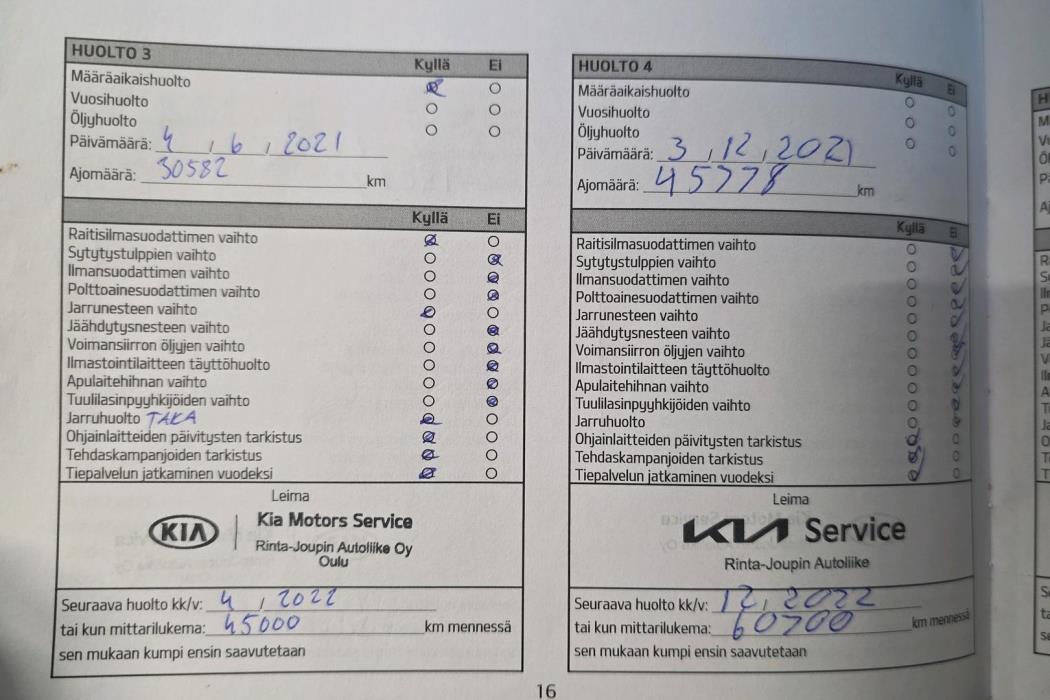 HUOLTO 3
Kyllä Ei
Määräaikaishuolto
Vuosihuolto
Öljyhuolto
Päivämäärä: 4 , 6 , 2021
Ajomäärä: 30582 km
Kyllä Ei
Raitisilmasuodattimen vaihto
Sytytystulppien vaihto
Ilmansuodattimen vaihto
Polttoainesuodattimen vaihto
Jarrunesteen vaihto
Jäähdytysnesteen vaihto
Voimansiirron öljyjen vaihto
Ilmastointilaitteen täyttöhuolto
Apulaitehihnan vaihto
Tuulilasinpyyhkijöiden vaihto
Jarruhuolto TAKA
Ohjainlaitteiden päivitysten tarkistus
Tehdaskampanjoiden tarkistus
Tiepalvelun jatkaminen vuodeksi
Leima
KIA Kia Motors Service
Rinta-Joupin Autoliike Oy
Oulu
Seuraava huolto kk/v: 4 , 2022
tai kun mittarilukema: 45000 km mennessä
sen mukaan kumpi ensin saavutetaan
HUOLTO 4
Kyllä Ei
Määräaikaishuolto
Vuosihuolto
Öljyhuolto
Päivämäärä: 3 , 12 , 2021
Ajomäärä: 45778 km
Kyllä Ei
Raitisilmasuodattimen vaihto
Sytytystulppien vaihto
Ilmansuodattimen vaihto
Polttoainesuodattimen vaihto
Jarrunesteen vaihto
Jäähdytysnesteen vaihto
Voimansiirron öljyjen vaihto
Ilmastointilaitteen täyttöhuolto
Apulaitehihnan vaihto
Tuulilasinpyyhkijöiden vaihto
Jarruhuolto
Ohjainlaitteiden päivitysten tarkistus
Tehdaskampanjoiden tarkistus
Tiepalvelun jatkaminen vuodeksi
Leima
KIA Service
Rinta-Joupin Autoliike
Seuraava huolto kk/v: 12 , 2022
tai kun mittarilukema: 60700 km mennessä
sen mukaan kumpi ensin saavutetaan
16